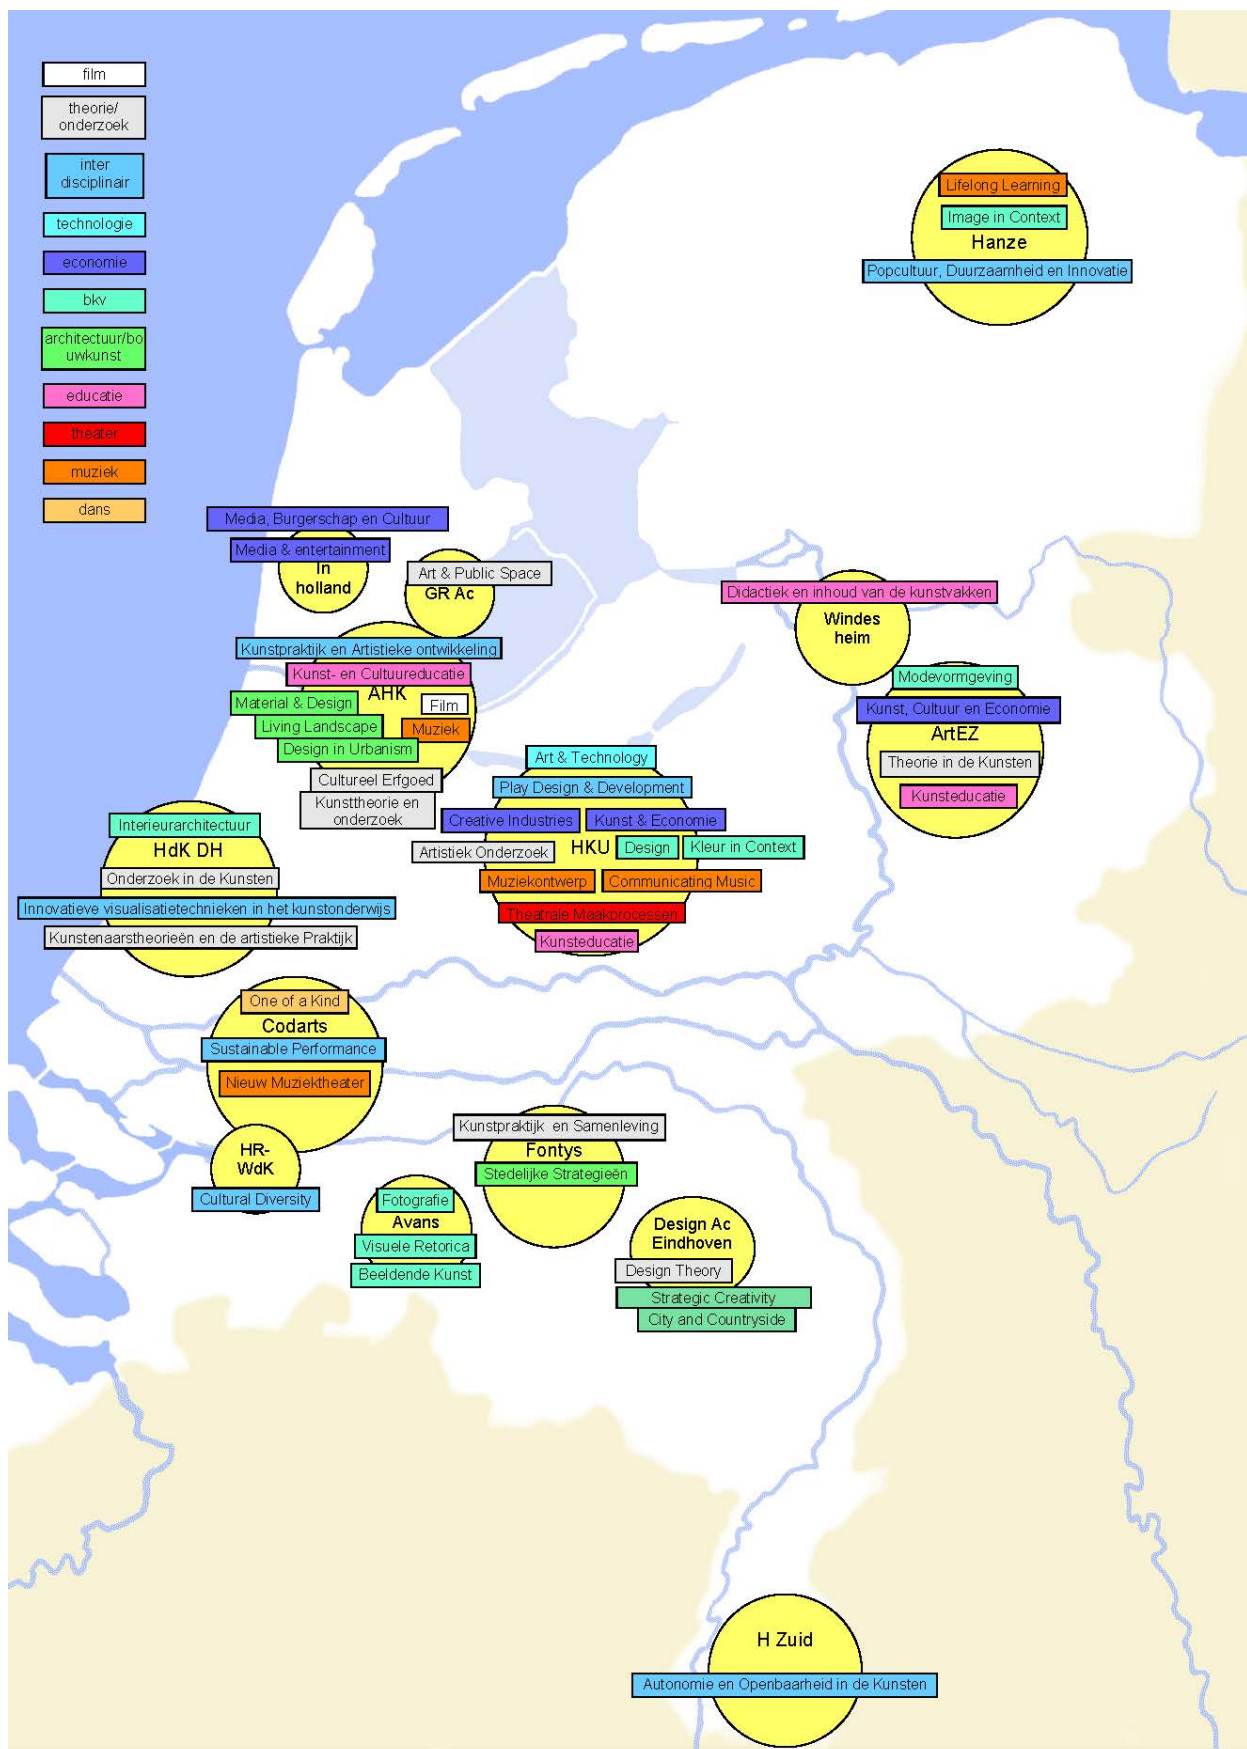 film
theorie/
onderzoek
inter
disciplinair
technologie
economie
bkv
architectuur/bo
uwkunst
educatie
theater
muziek
dans
Lifelong Learning
Image in Context
Hanze
Popcultuur, Duurzaamheid en Innovatie
Media, Burgerschap en Cultuur
Media & entertainment
In
holland
Art & Public Space
GR Ac
Didactiek en inhoud van de kunstvakken
Windes
heim
Kunstpraktijk en Artistieke ontwikkeling
Kunst- en Cultuureducatie
AHK
Material & Design
Film
Living Landscape
Muziek
Design in Urbanism
Cultureel Erfgoed
Kunsttheorie en
onderzoek
Modevormgeving
Kunst, Cultuur en Economie
ArtEZ
Theorie in de Kunsten
Kunsteducatie
Art & Technology
Play Design & Development
Creative Industries
Kunst & Economie
Artistiek Onderzoek
HKU
Design
Kleur in Context
Muziekontwerp
Communicating Music
Theatrale Maakprocessen
Kunsteducatie
Interieurarchitectuur
HdK DH
Onderzoek in de Kunsten
Innovatieve visualisatietechnieken in het kunstonderwijs
Kunstenaarstheorieën en de artistieke Praktijk
One of a Kind
Codarts
Sustainable Performance
Nieuw Muziektheater
HR-
WdK
Cultural Diversity
Kunstpraktijk en Samenleving
Fontys
Stedelijke Strategieën
Fotografie
Avans
Visuele Retorica
Beeldende Kunst
Design Ac
Eindhoven
Design Theory
Strategic Creativity
City and Countryside
H Zuid
Autonomie en Openbaarheid in de Kunsten